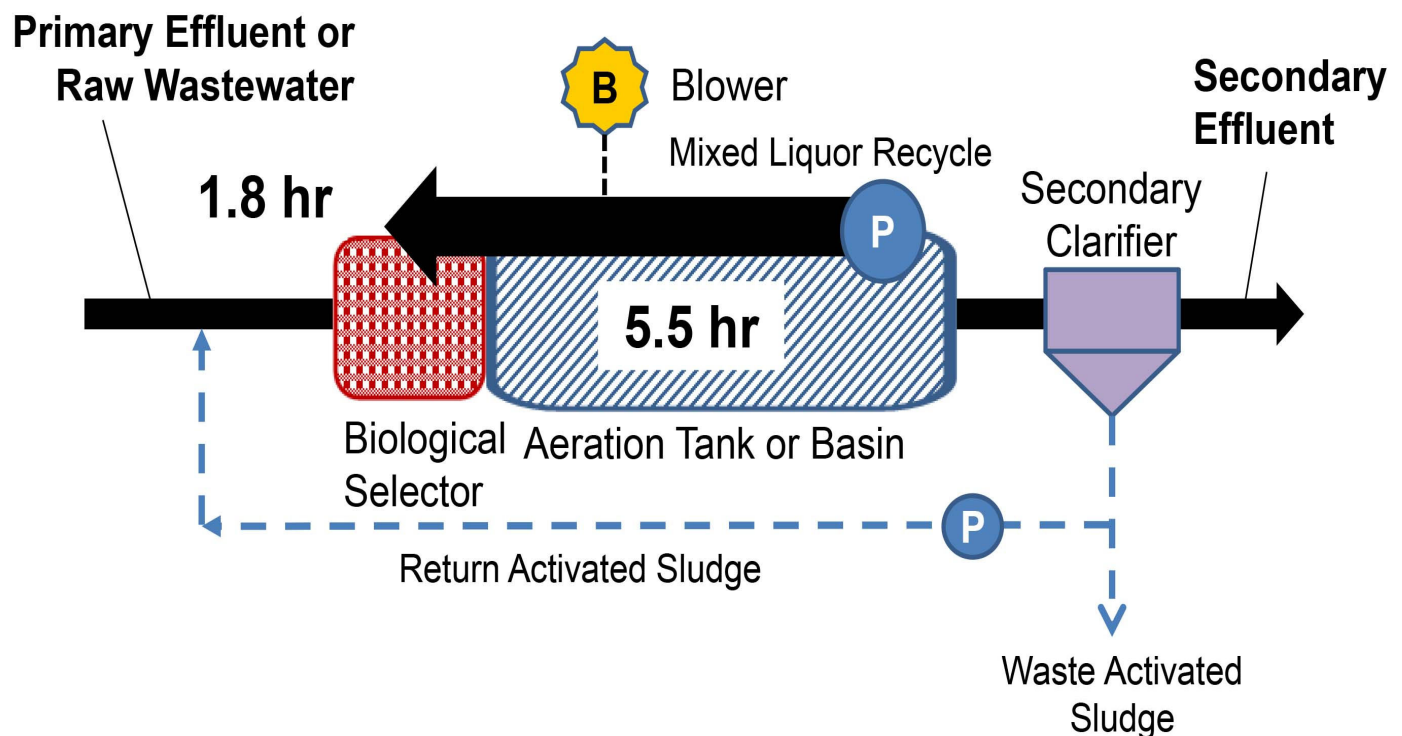 Primary Effluent or
Raw Wastewater
B
Blower
Mixed Liquor Recycle
Secondary
Effluent
1.8 hr
P
Secondary
Clarifier
5.5 hr
Biological
Selector
Aeration Tank or Basin
P
Return Activated Sludge
Waste Activated
Sludge